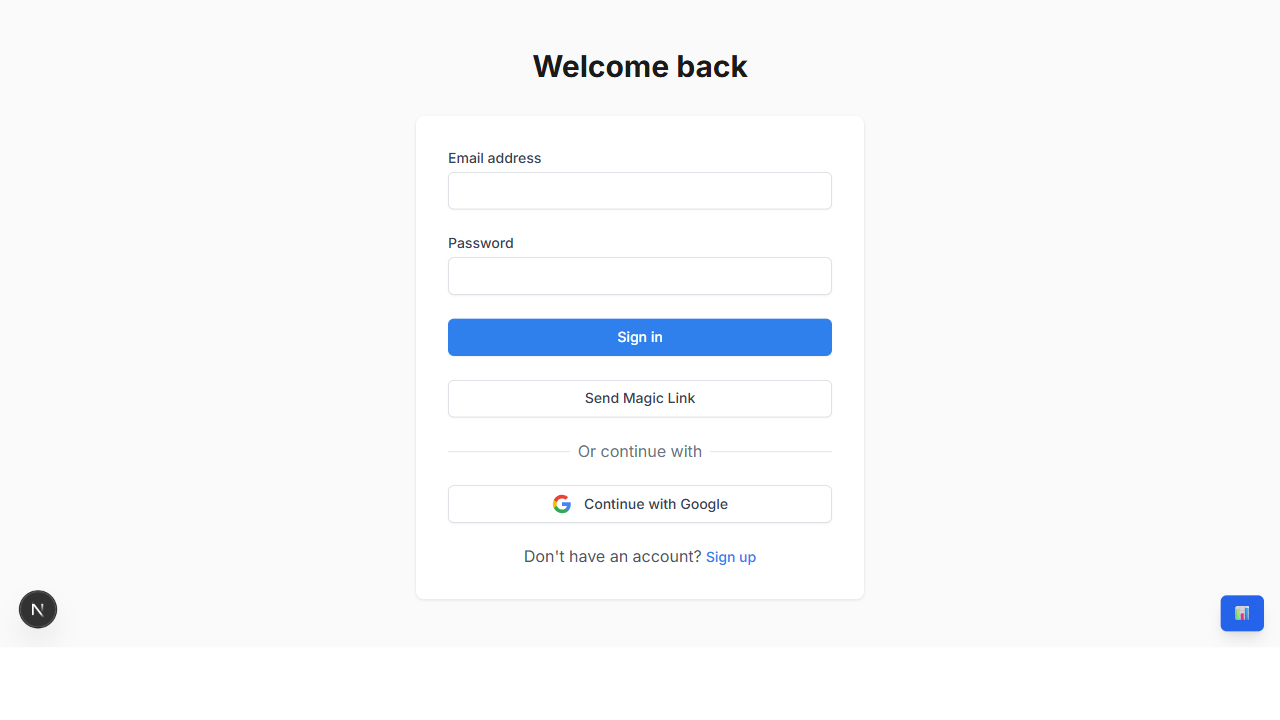 Welcome back
Email address
Password
Sign in
Send Magic Link
Or continue with
Continue with Google
Don't have an account? Sign up
N